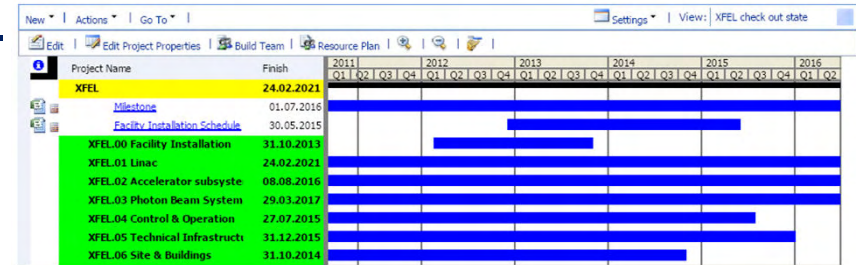 New Actions Go To Settings View: XFEL check out state
Edit Edit Project Properties Build Team Resource Plan
Project Name Finish 2011 2012 2013 2014 2015 2016
Q1 Q2 Q3 Q4 Q1 Q2 Q3 Q4 Q1 Q2 Q3 Q4 Q1 Q2 Q3 Q4 Q1 Q2 Q3 Q4 Q1 Q2
XFEL 24.02.2021
Milestone 01.07.2016
Facility Installation Schedule 30.05.2015
XFEL.00 Facility Installation 31.10.2013
XFEL.01 Linac 24.02.2021
XFEL.02 Accelerator subsyste 08.08.2016
XFEL.03 Photon Beam System 29.03.2017
XFEL.04 Control & Operation 27.07.2015
XFEL.05 Technical Infrastructu 31.12.2015
XFEL.06 Site & Buildings 31.10.2014